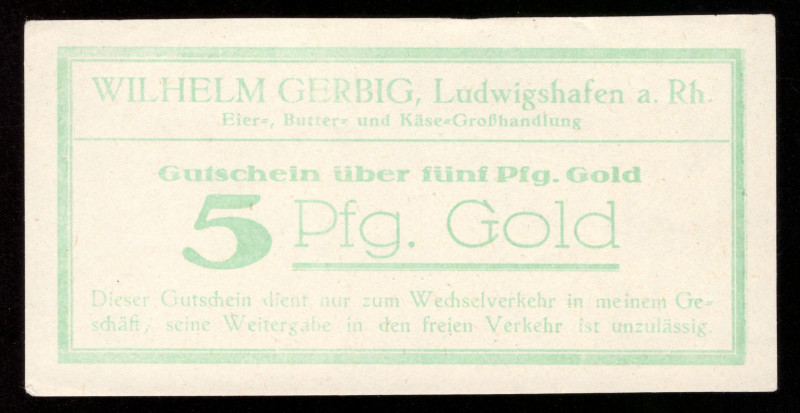 WILHELM GERBIG, Ludwigshafen a. Rh.
Eier=, Butter= und Käse=Großhandlung
Gutschein über fünf Pfg. Gold
5 Pfg. Gold
Dieser Gutschein dient nur zum Wechselverkehr in meinem Ge=
schäft, seine Weitergabe in den freien Verkehr ist unzulässig.